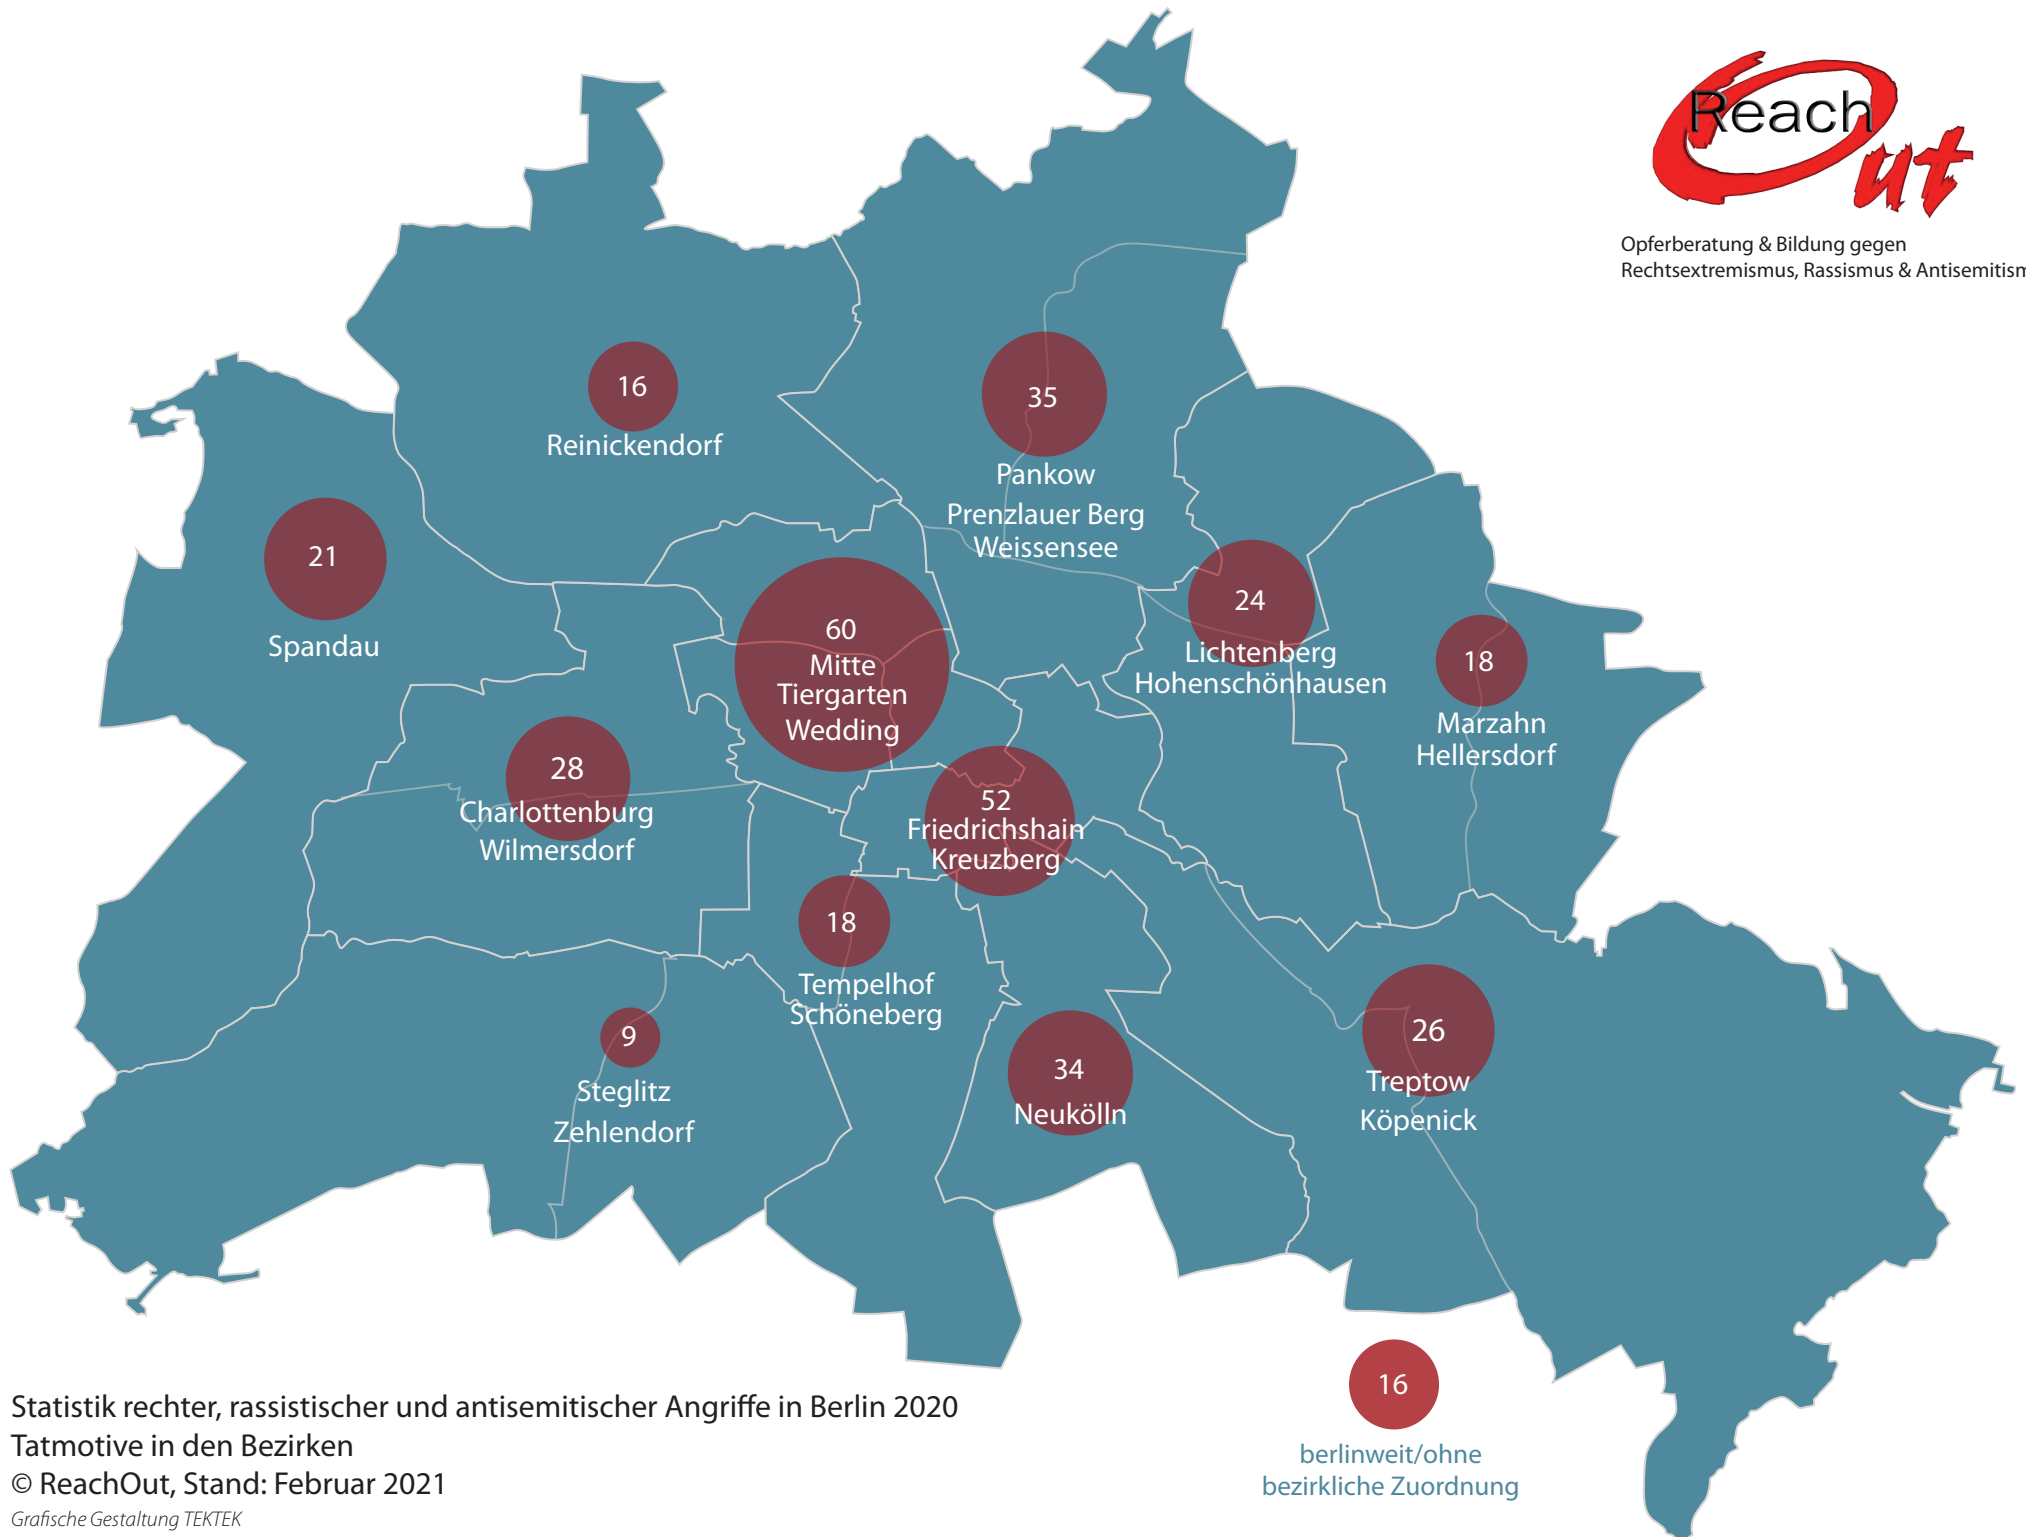 Reach
Out
Opferberatung & Bildung gegen
Rechtsextremismus, Rassismus & Antisemitism
16
Reinickendorf
35
Pankow
Prenzlauer Berg
Weissensee
21
Spandau
60
Mitte
Tiergarten
Wedding
24
Lichtenberg
Hohenschönhausen
18
Marzahn
Hellersdorf
28
Charlottenburg
Wilmersdorf
52
Friedrichshain
Kreuzberg
18
Tempelhof
Schöneberg
9
Steglitz
Zehlendorf
34
Neukölln
26
Treptow
Köpenick
16
berlinweit/ohne
bezirkliche Zuordnung
Statistik rechter, rassistischer und antisemitischer Angriffe in Berlin 2020
Tatmotive in den Bezirken
© ReachOut, Stand: Februar 2021
Grafische Gestaltung TEKTEK